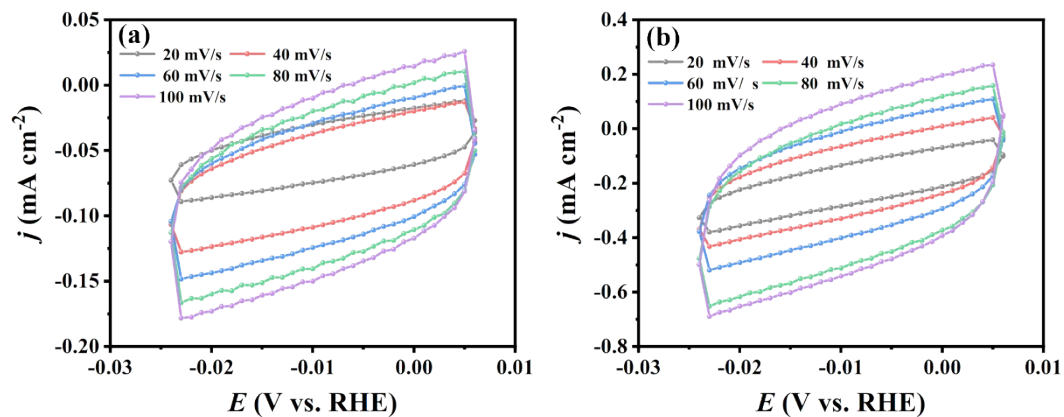 (a)
20 mV/s 40 mV/s
60 mV/s 80 mV/s
100 mV/s
0.05
0.00
-0.05
-0.10
-0.15
-0.20
j (mA cm-2)
-0.03 -0.02 -0.01 0.00 0.01
E (V vs. RHE)
(b)
20 mV/s 40 mV/s
60 mV/ s 80 mV/s
100 mV/s
0.4
0.2
0.0
-0.2
-0.4
-0.6
-0.8
j (mA cm-2)
-0.03 -0.02 -0.01 0.00 0.01
E (V vs. RHE)